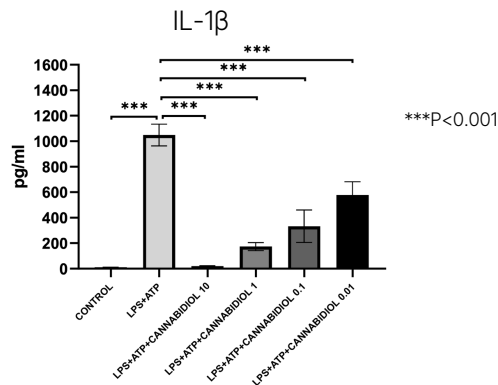 IL-1β
***
***
***
***
***
***P<0.001
pg/ml
1600
1400
1200
1000
800
600
400
200
0
CONTROL
LPS+ATP
LPS+ATP+CANNABIDIOL 10
LPS+ATP+CANNABIDIOL 1
LPS+ATP+CANNABIDIOL 0.1
LPS+ATP+CANNABIDIOL 0.01